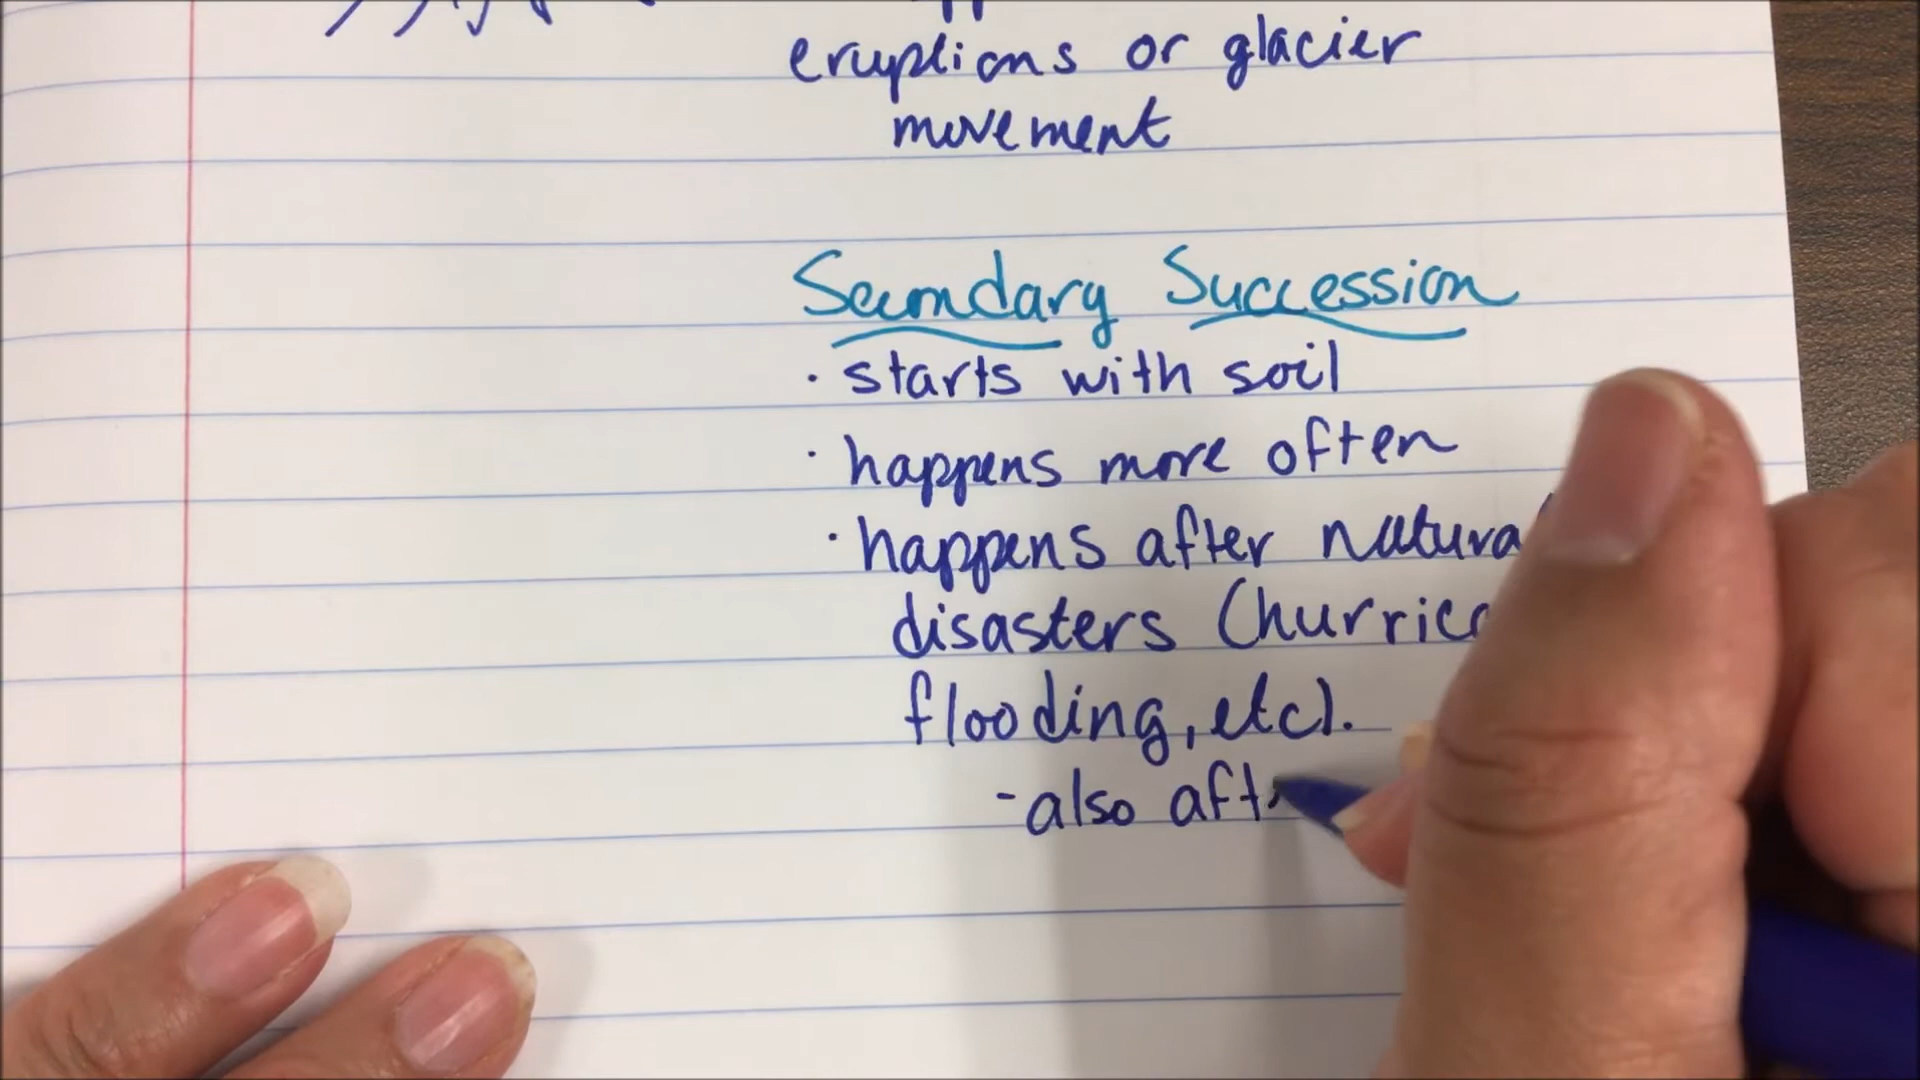 eruptions or glacier
movement
Secondary Succession
· starts with soil
· happens more often
· happens after natural
disasters (hurrica
flooding, etc).
- also aft